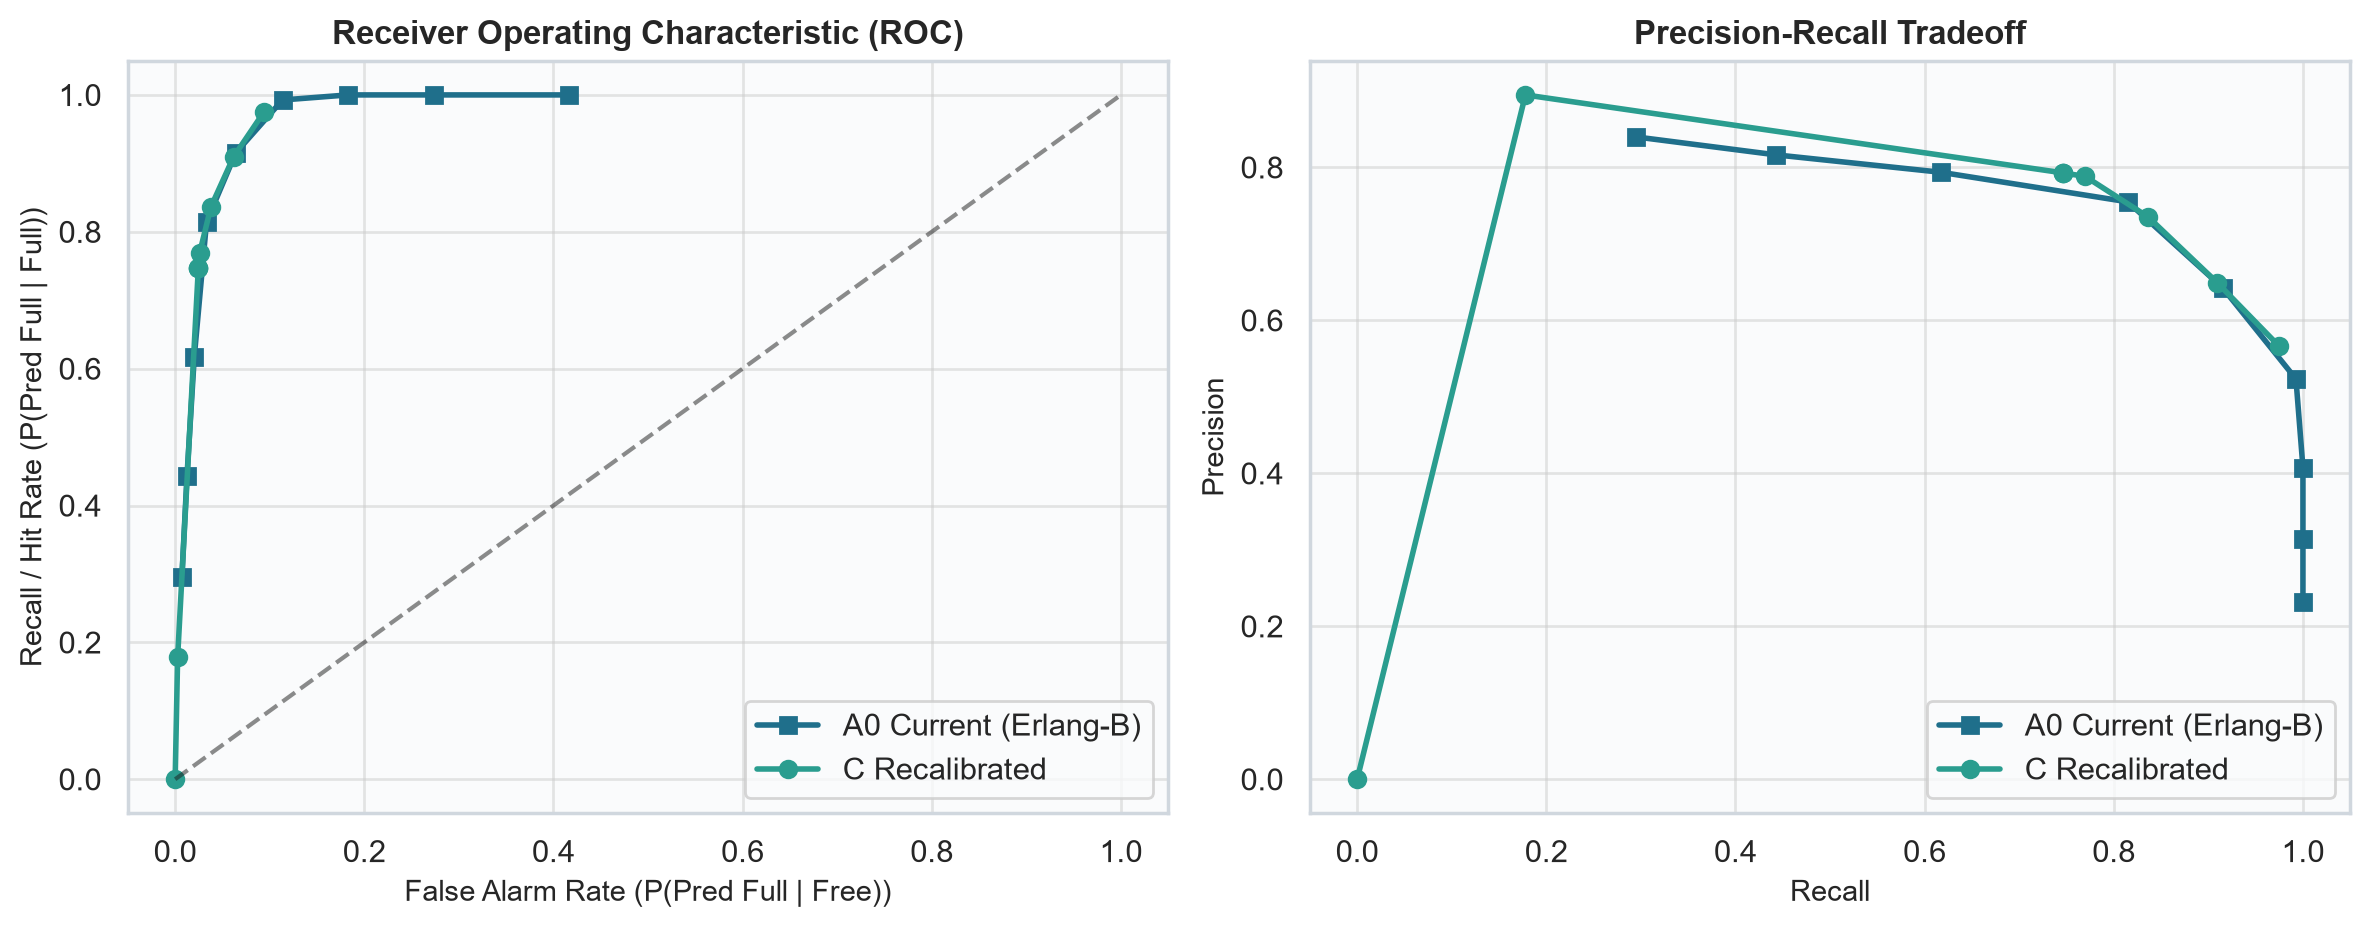 Receiver Operating Characteristic (ROC)
Recall / Hit Rate (P(Pred Full | Full))
1.0
0.8
0.6
0.4
0.2
0.0
0.0 0.2 0.4 0.6 0.8 1.0
False Alarm Rate (P(Pred Full | Free))
A0 Current (Erlang-B)
C Recalibrated
Precision-Recall Tradeoff
Precision
0.8
0.6
0.4
0.2
0.0
0.0 0.2 0.4 0.6 0.8 1.0
Recall
A0 Current (Erlang-B)
C Recalibrated